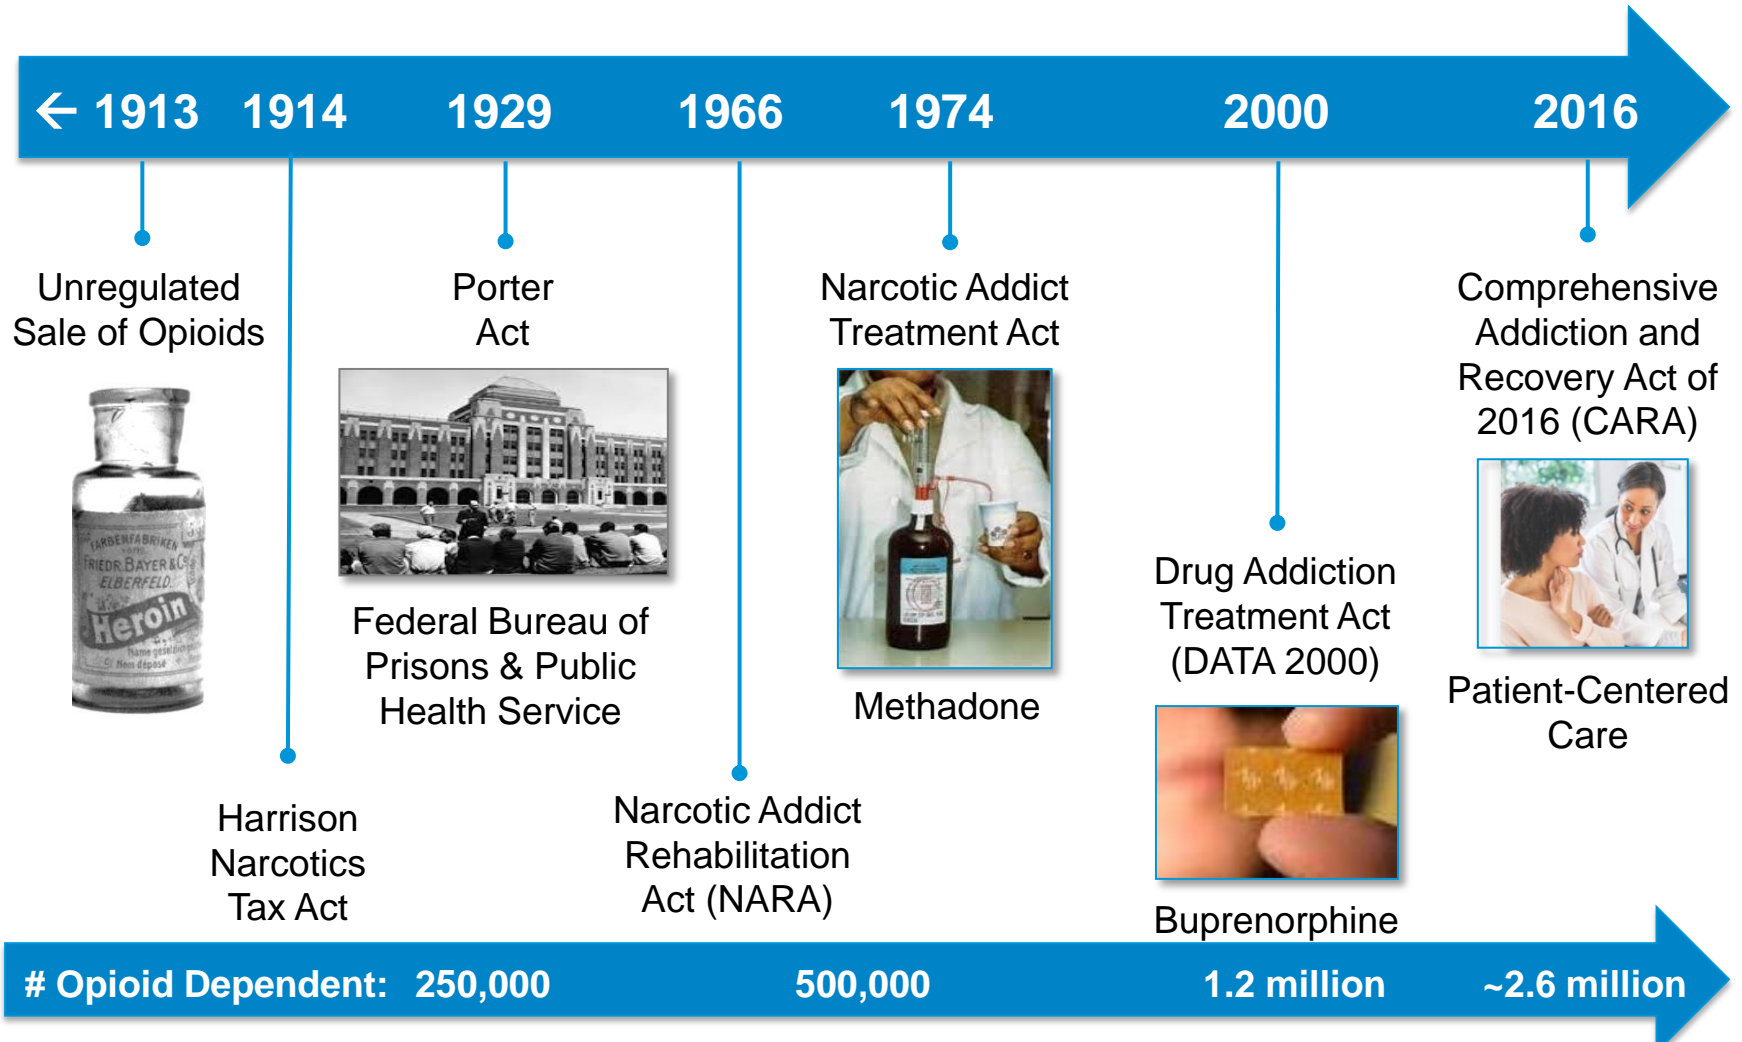 ← 1913 1914 1929 1966 1974 2000 2016
Unregulated
Sale of Opioids
FARBENFABRIKEN
FRIEDR. BAYER & Co
ELBERFELD.
Heroin
Harrison
Narcotics
Tax Act
Porter
Act
Federal Bureau of
Prisons & Public
Health Service
Narcotic Addict
Rehabilitation
Act (NARA)
Narcotic Addict
Treatment Act
Methadone
Drug Addiction
Treatment Act
(DATA 2000)
Buprenorphine
Comprehensive
Addiction and
Recovery Act of
2016 (CARA)
Patient-Centered
Care
# Opioid Dependent: 250,000 500,000 1.2 million ~2.6 million